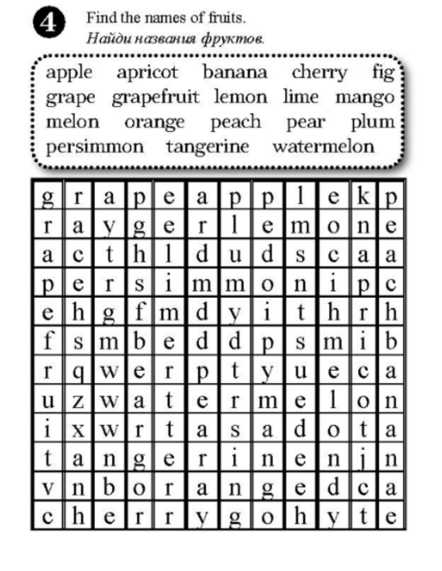 4 Find the names of fruits.
Найди названия фруктов.
apple apricot banana cherry fig
grape grapefruit lemon lime mango
melon orange peach pear plum
persimmon tangerine watermelon
g r a p e a p p l e k p
r a y g e r l e m o n e
a c t h l d u d s c a a
p e r s i m m o n i p c
e h g f m d y i t h r h
f s m b e d d p s m i b
r q w e r p t y u e c a
u z w a t e r m e l o n
i x w r t a s a d o t a
t a n g e r i n e n j n
v n b o r a n g e d c a
c h e r r y g o h y t e